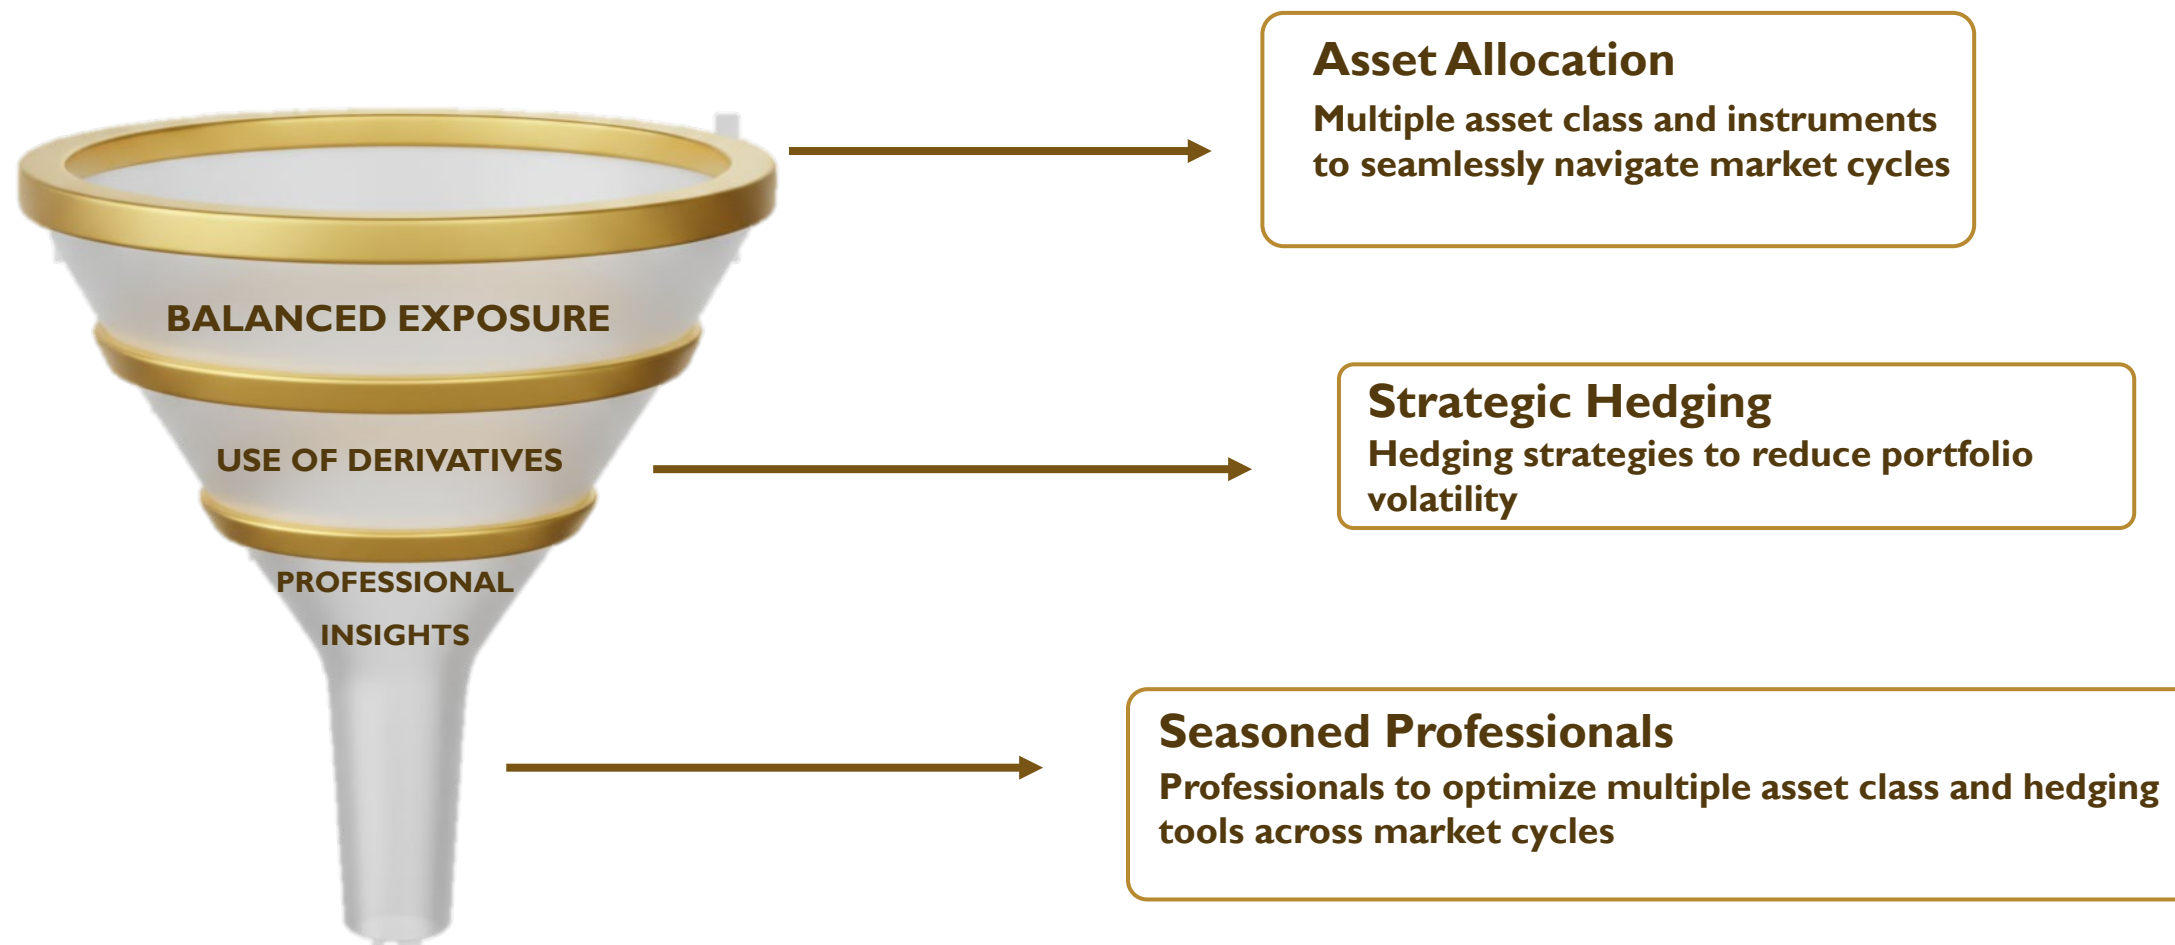 Asset Allocation
Multiple asset class and instruments
to seamlessly navigate market cycles
BALANCED EXPOSURE
Strategic Hedging
Hedging strategies to reduce portfolio
volatility
USE OF DERIVATIVES
PROFESSIONAL
INSIGHTS
Seasoned Professionals
Professionals to optimize multiple asset class and hedging
tools across market cycles